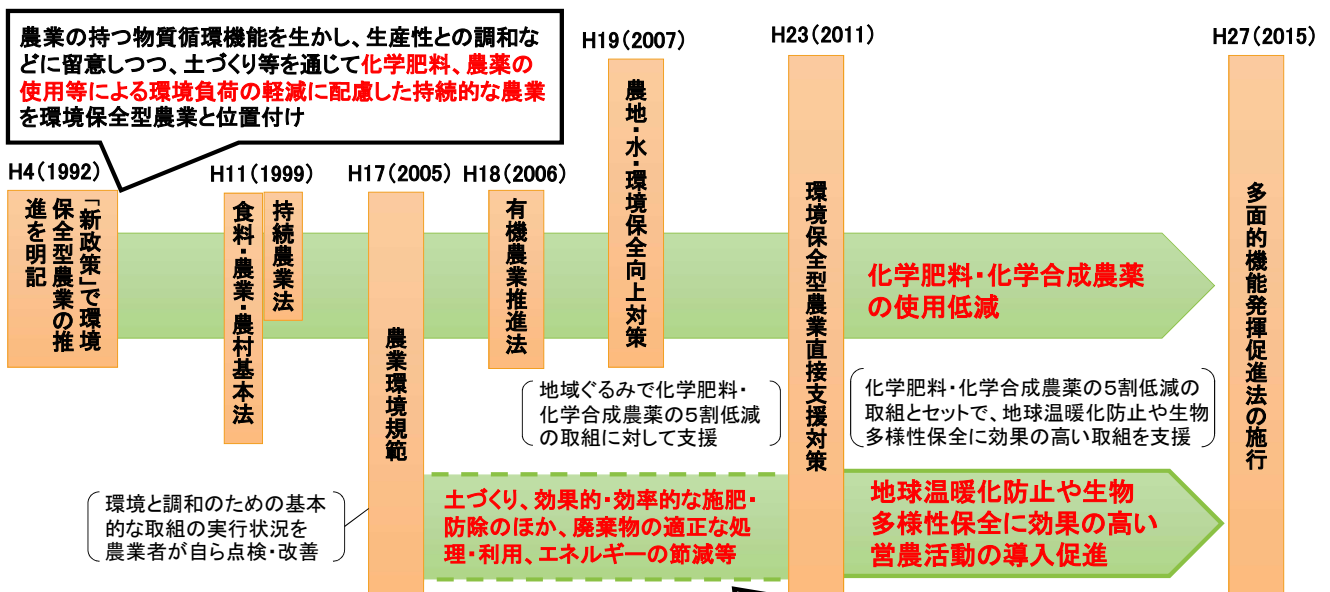 農業の持つ物質循環機能を生かし、生産性との調和な
どに留意しつつ、土づくり等を通じて化学肥料、農薬の
使用等による環境負荷の軽減に配慮した持続的な農業
を環境保全型農業と位置付け
H4(1992)
「新政策」で環境
保全型農業の推
進を明記
H11(1999)
食料・農業・農村基本法
持続農業法
H17(2005)
農業環境規範
環境と調和のための基本
的な取組の実行状況を
農業者が自ら点検・改善
H18(2006)
有機農業推進法
H19(2007)
農地・水・環境保全向上対策
地域ぐるみで化学肥料・
化学合成農薬の5割低減
の取組に対して支援
土づくり、効果的・効率的な施肥・
防除のほか、廃棄物の適正な処
理・利用、エネルギーの節減等
H23(2011)
環境保全型農業直接支援対策
化学肥料・化学合成農薬
の使用低減
化学肥料・化学合成農薬の5割低減の
取組とセットで、地球温暖化防止や生物
多様性保全に効果の高い取組を支援
地球温暖化防止や生物
多様性保全に効果の高い
営農活動の導入促進
H27(2015)
多面的機能発揮促進法の施行